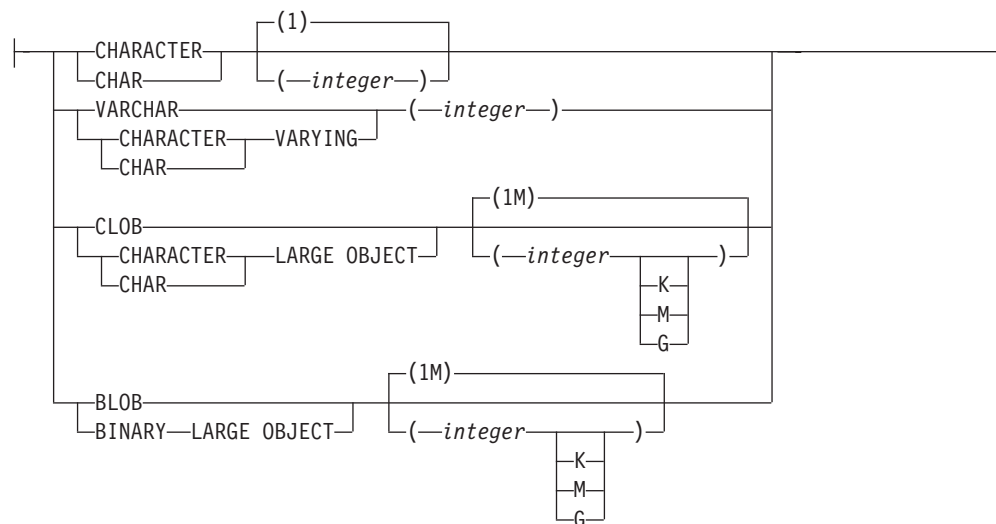 (1)
CHARACTER
CHAR ( integer )
VARCHAR ( integer )
CHARACTER VARYING
CHAR
(1M)
CLOB
CHARACTER LARGE OBJECT ( integer )
CHAR K
M
G
(1M)
BLOB
BINARY LARGE OBJECT ( integer )
K
M
G